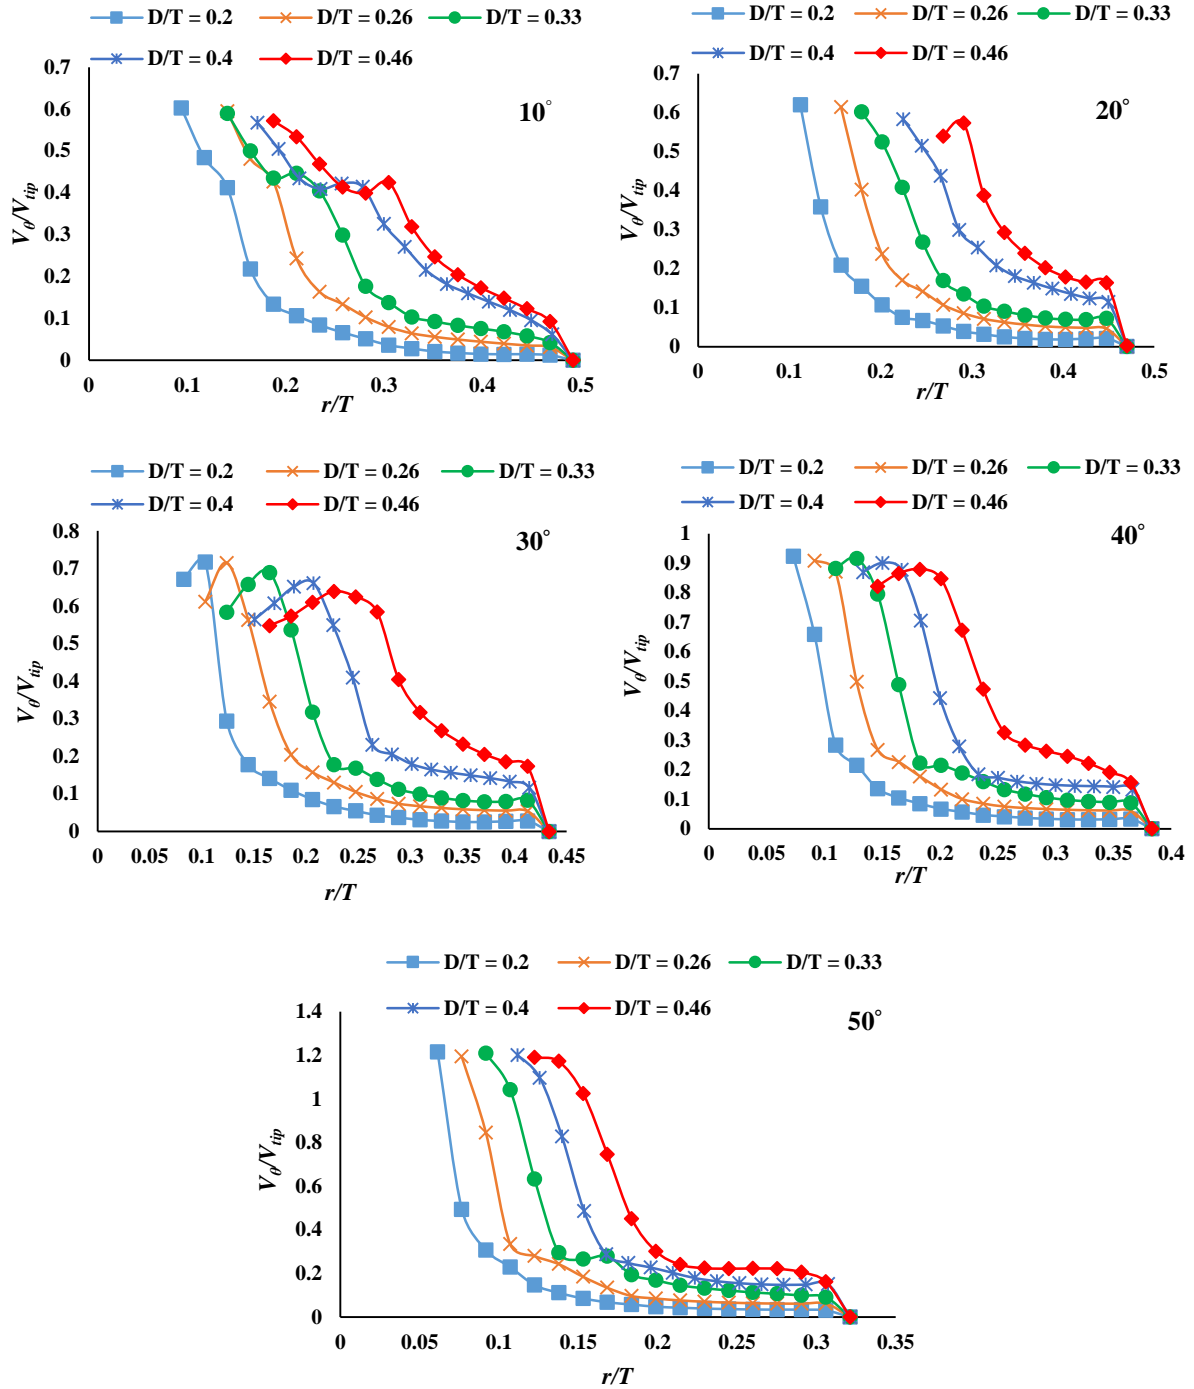 D/T = 0.2 D/T = 0.26 D/T = 0.33
D/T = 0.4 D/T = 0.46
10°
Vθ/Vtip
0.7
0.6
0.5
0.4
0.3
0.2
0.1
0
0 0.1 0.2 0.3 0.4 0.5
r/T
D/T = 0.2 D/T = 0.26 D/T = 0.33
D/T = 0.4 D/T = 0.46
20°
Vθ/Vtip
0.7
0.6
0.5
0.4
0.3
0.2
0.1
0
0 0.1 0.2 0.3 0.4 0.5
r/T
D/T = 0.2 D/T = 0.26 D/T = 0.33
D/T = 0.4 D/T = 0.46
30°
Vθ/Vtip
0.8
0.7
0.6
0.5
0.4
0.3
0.2
0.1
0
0 0.05 0.1 0.15 0.2 0.25 0.3 0.35 0.4 0.45
r/T
D/T = 0.2 D/T = 0.26 D/T = 0.33
D/T = 0.4 D/T = 0.46
40°
Vθ/Vtip
1
0.9
0.8
0.7
0.6
0.5
0.4
0.3
0.2
0.1
0
0 0.05 0.1 0.15 0.2 0.25 0.3 0.35 0.4
r/T
D/T = 0.2 D/T = 0.26 D/T = 0.33
D/T = 0.4 D/T = 0.46
50°
Vθ/Vtip
1.4
1.2
1
0.8
0.6
0.4
0.2
0
0 0.05 0.1 0.15 0.2 0.25 0.3 0.35
r/T